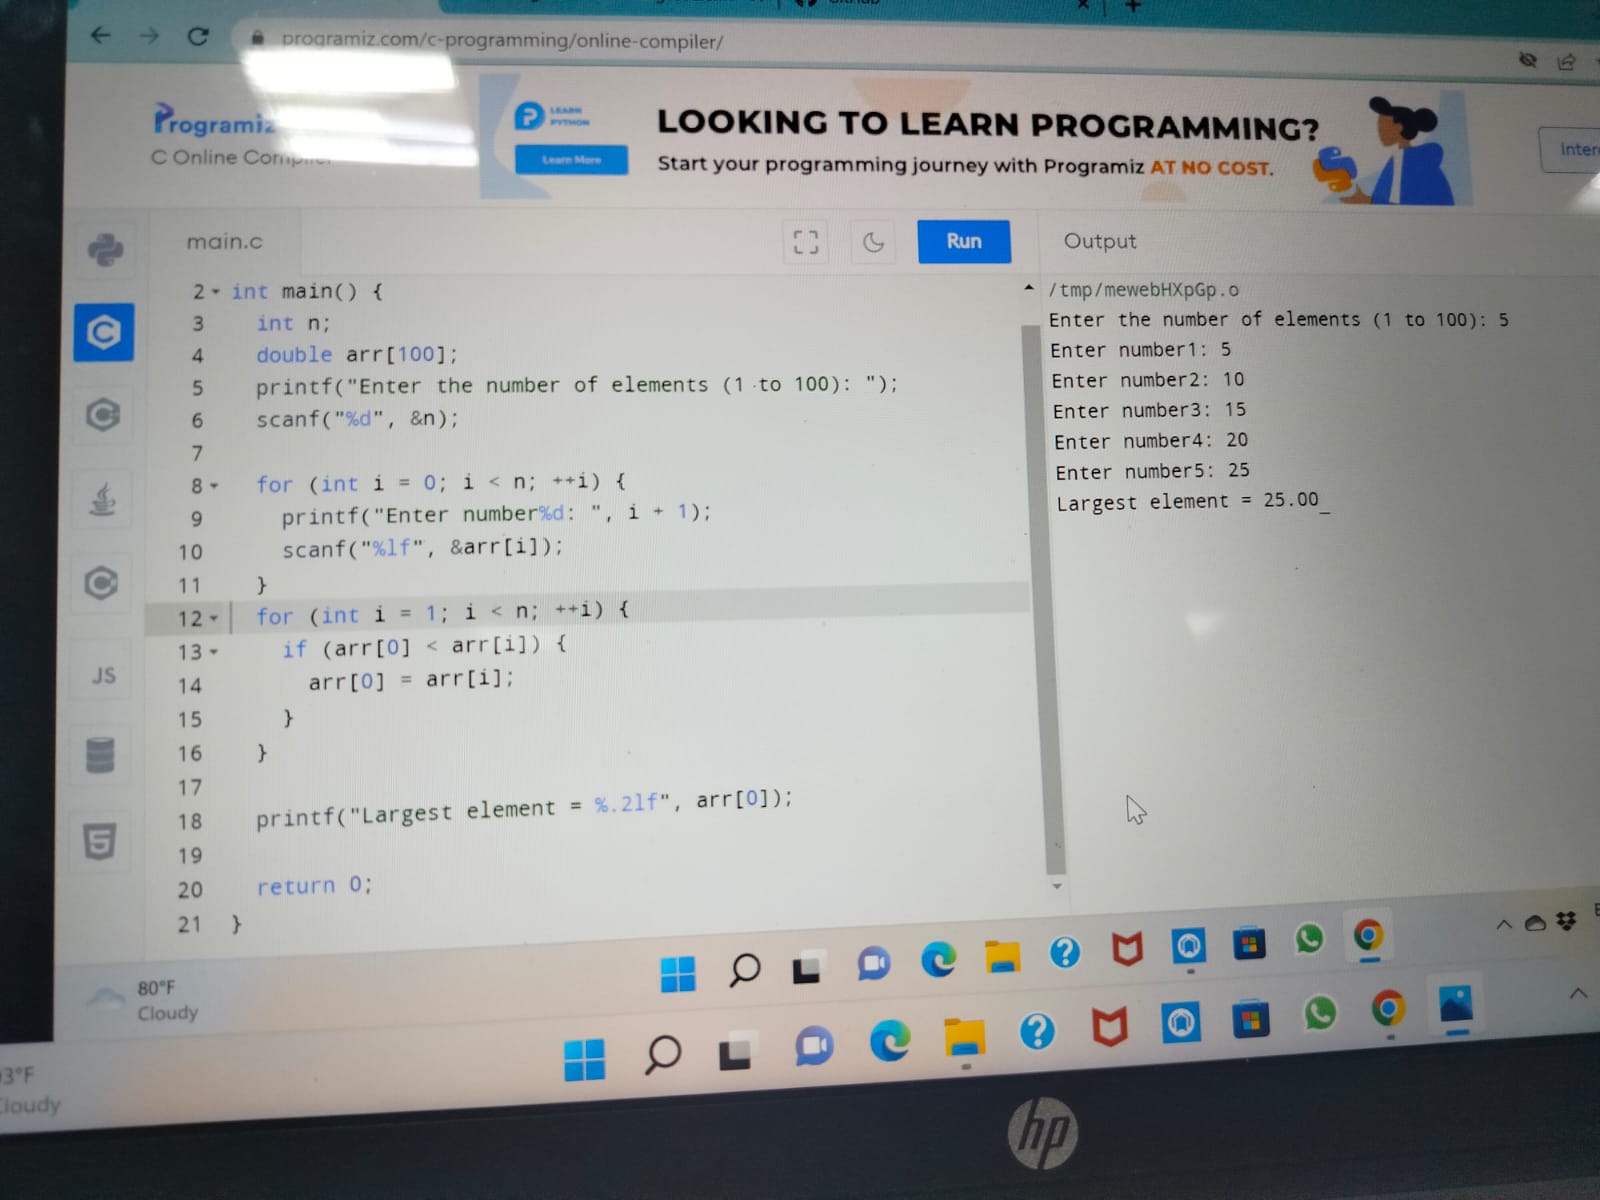 programiz.com/c-programming/online-compiler/
Programiz
C Online Compiler
LEARN
PYTHON
Learn More
LOOKING TO LEARN PROGRAMMING?
Start your programming journey with Programiz AT NO COST.
main.c
Run
Output
2 int main() {
3 int n;
4 double arr[100];
5 printf("Enter the number of elements (1 to 100): ");
6 scanf("%d", &n);
7
8 for (int i = 0; i < n; ++i) {
9 printf("Enter number%d: ", i + 1);
10 scanf("%lf", &arr[i]);
11 }
12 for (int i = 1; i < n; ++i) {
13 if (arr[0] < arr[i]) {
14 arr[0] = arr[i];
15 }
16 }
17
18 printf("Largest element = %.2lf", arr[0]);
19
20 return 0;
21 }
/tmp/mewebHXpGp.o
Enter the number of elements (1 to 100): 5
Enter number1: 5
Enter number2: 10
Enter number3: 15
Enter number4: 20
Enter number5: 25
Largest element = 25.00_
JS
80°F
Cloudy
3°F
Cloudy
hp